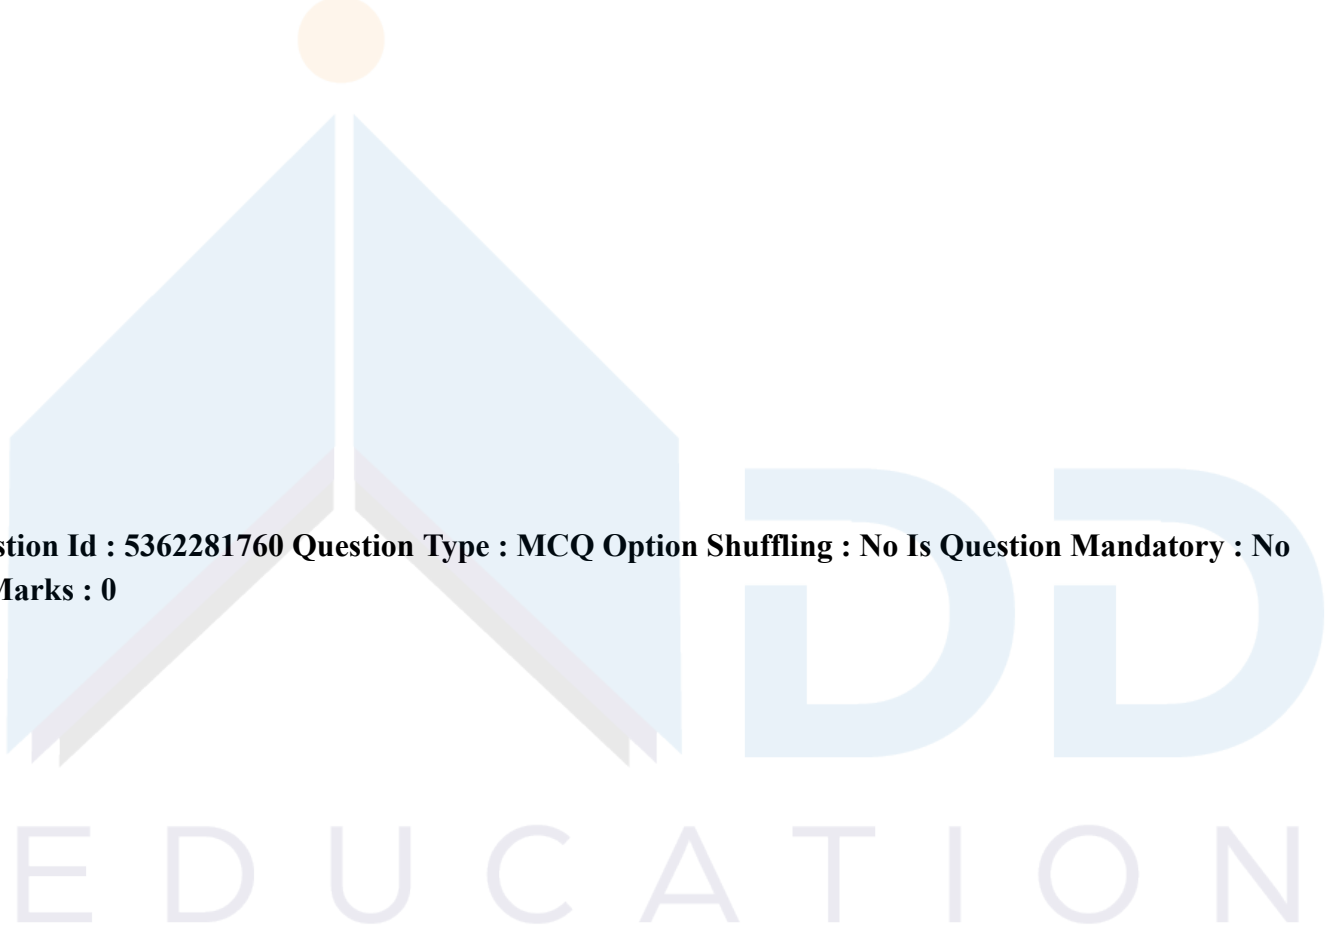 stion Id : 5362281760 Question Type : MCQ Option Shuffling : No Is Question Mandatory : No
Marks : 0
EDUCATION